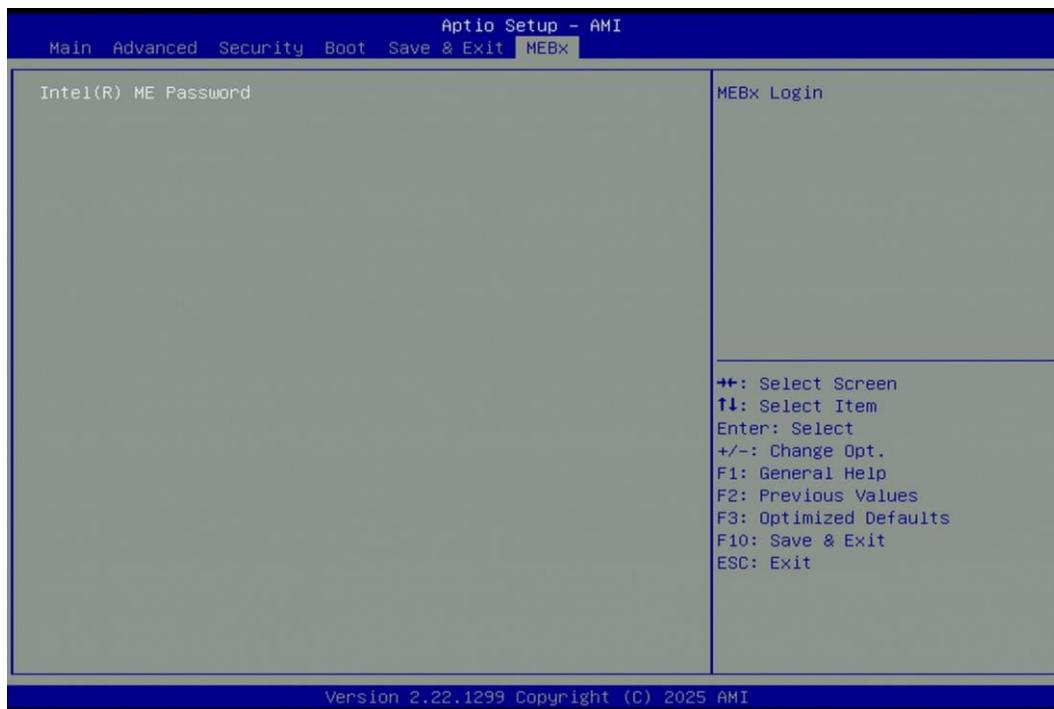 Aptio Setup – AMI
Main Advanced Security Boot Save & Exit MEBx
Intel(R) ME Password
MEBx Login
→←: Select Screen
↑↓: Select Item
Enter: Select
+/-: Change Opt.
F1: General Help
F2: Previous Values
F3: Optimized Defaults
F10: Save & Exit
ESC: Exit
Version 2.22.1299 Copyright (C) 2025 AMI